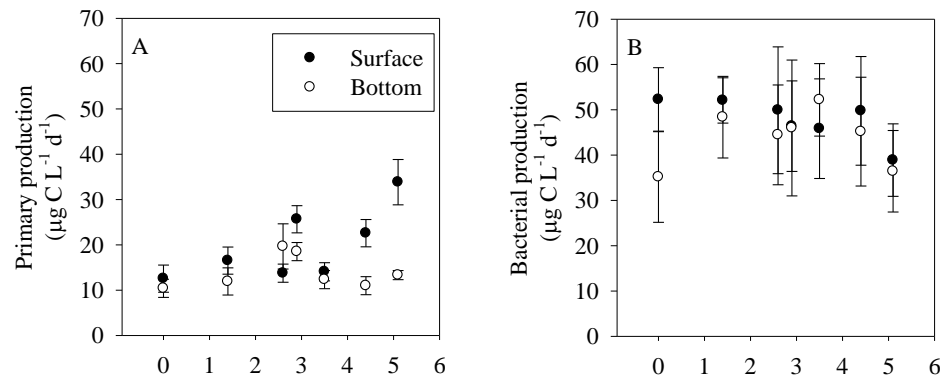 70
60
50
40
30
20
10
0
A
Surface
Bottom
Primary production
(µg C L⁻¹ d⁻¹)
0 1 2 3 4 5 6
70
60
50
40
30
20
10
0
B
Bacterial production
(µg C L⁻¹ d⁻¹)
0 1 2 3 4 5 6